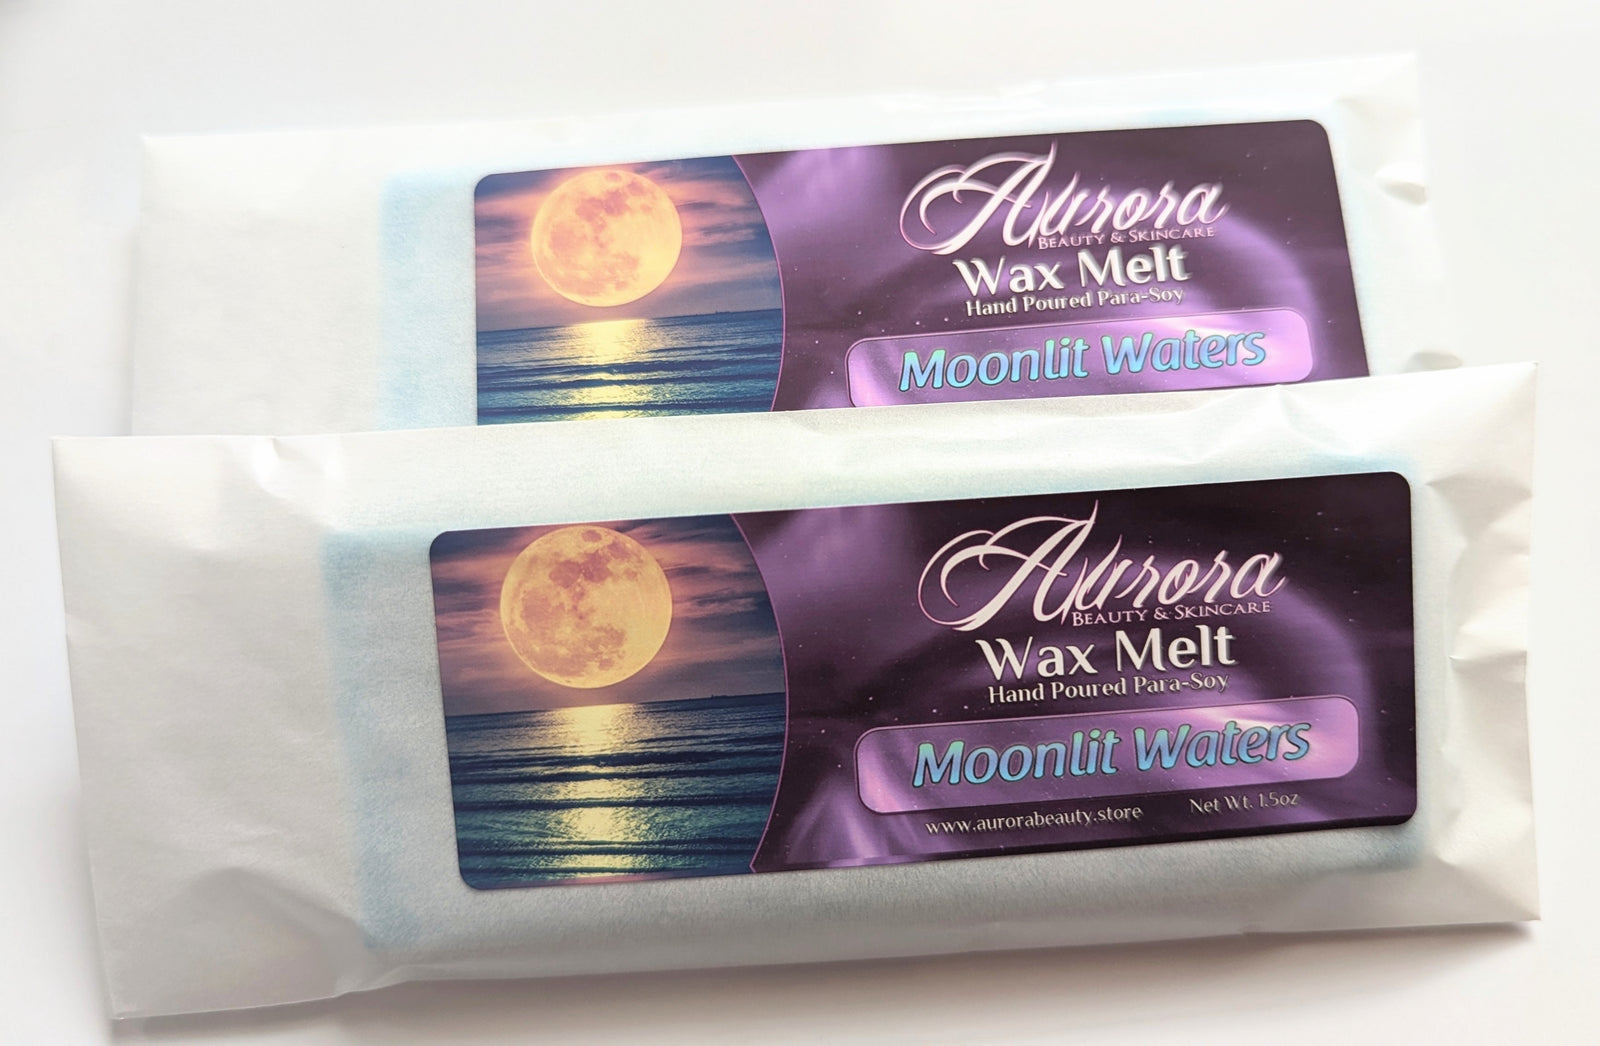 Aurora
Beauty & Skincare
Wax Melt
Hand Poured Para-Soy
Moonlit Waters
Aurora
Beauty & Skincare
Wax Melt
Hand Poured Para-Soy
Moonlit Waters
www.aurorabeauty.store Net Wt. 1.5oz